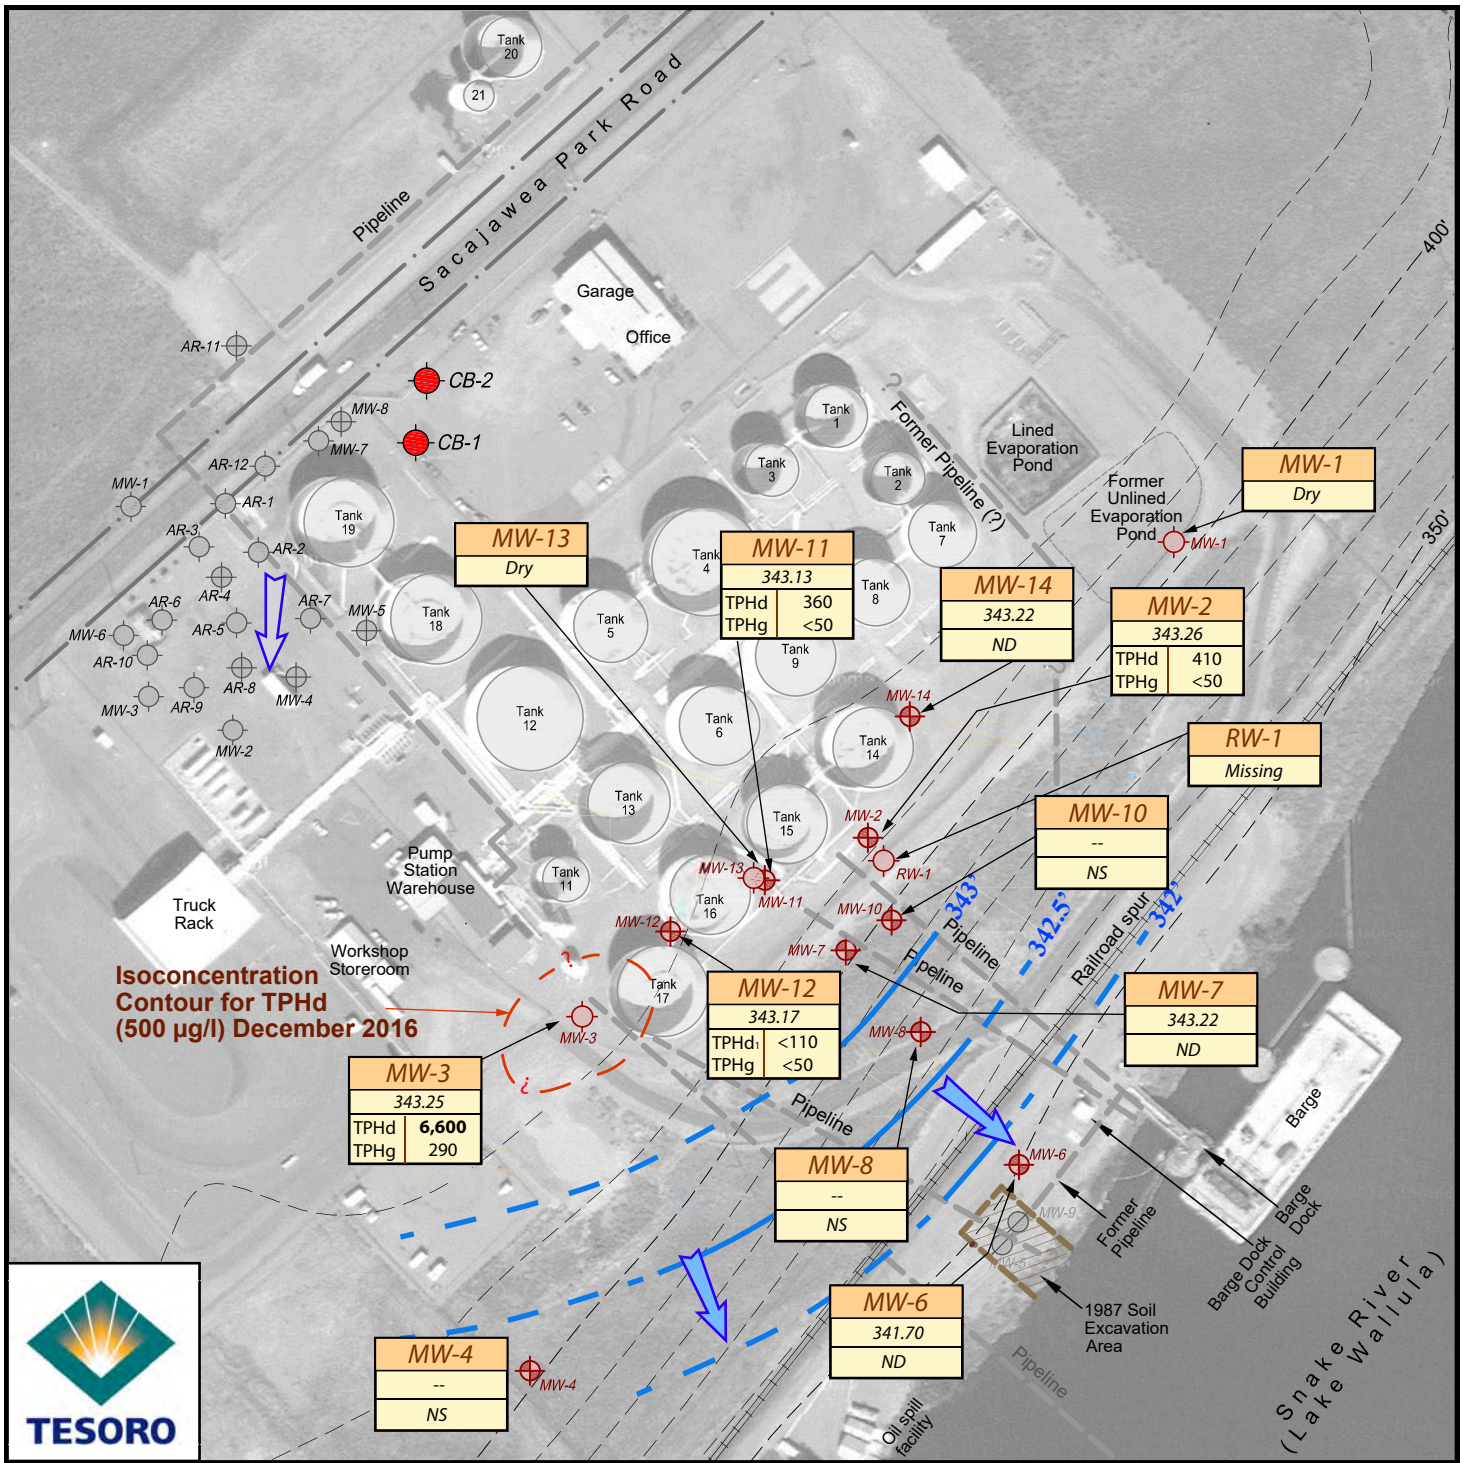 Tank
20
21
Pipeline
Sacajawea Park Road
400'
Garage
Office
AR-11
CB-2
MW-8
CB-1
MW-7
AR-12
MW-1
AR-1
AR-3
AR-2
AR-4
AR-7
AR-6
AR-5
MW-5
MW-6
AR-10
AR-8
MW-4
MW-3
AR-9
MW-2
Tank
19
Tank
18
Tank
1
Tank
3
Tank
2
Tank
7
Tank
4
Tank
8
Tank
5
Tank
9
Tank
12
Tank
6
Tank
14
Tank
13
Tank
15
Tank
11
Tank
16
Tank
17
?
Former Pipeline (?)
Lined
Evaporation
Pond
Former
Unlined
Evaporation
Pond
MW-1
Dry
MW-1
350'
MW-13
Dry
MW-11
343.13
TPHd 360
TPHg <50
MW-14
343.22
ND
MW-2
343.26
TPHd 410
TPHg <50
MW-14
RW-1
Missing
MW-10
--
NS
MW-2
RW-1
MW-13
MW-11
MW-10
MW-12
MW-7
343'
342.5'
342'
Pipeline
Pipeline
Railroad spur
Pump
Station
Warehouse
Truck
Rack
Workshop
Storeroom
Isoconcentration
Contour for TPHd
(500 µg/l) December 2016
?
?
MW-3
MW-12
343.17
TPHd1 <110
TPHg <50
MW-7
343.22
ND
MW-8
MW-3
343.25
TPHd 6,600
TPHg 290
Pipeline
MW-8
--
NS
MW-6
MW-9
MW-5
Barge
Barge
Dock
Former
Pipeline
Barge Dock
Control
Building
MW-6
341.70
ND
1987 Soil
Excavation
Area
Pipeline
Oil spill
facility
MW-4
--
NS
MW-4
Snake River
(Lake Wallula)
TESORO